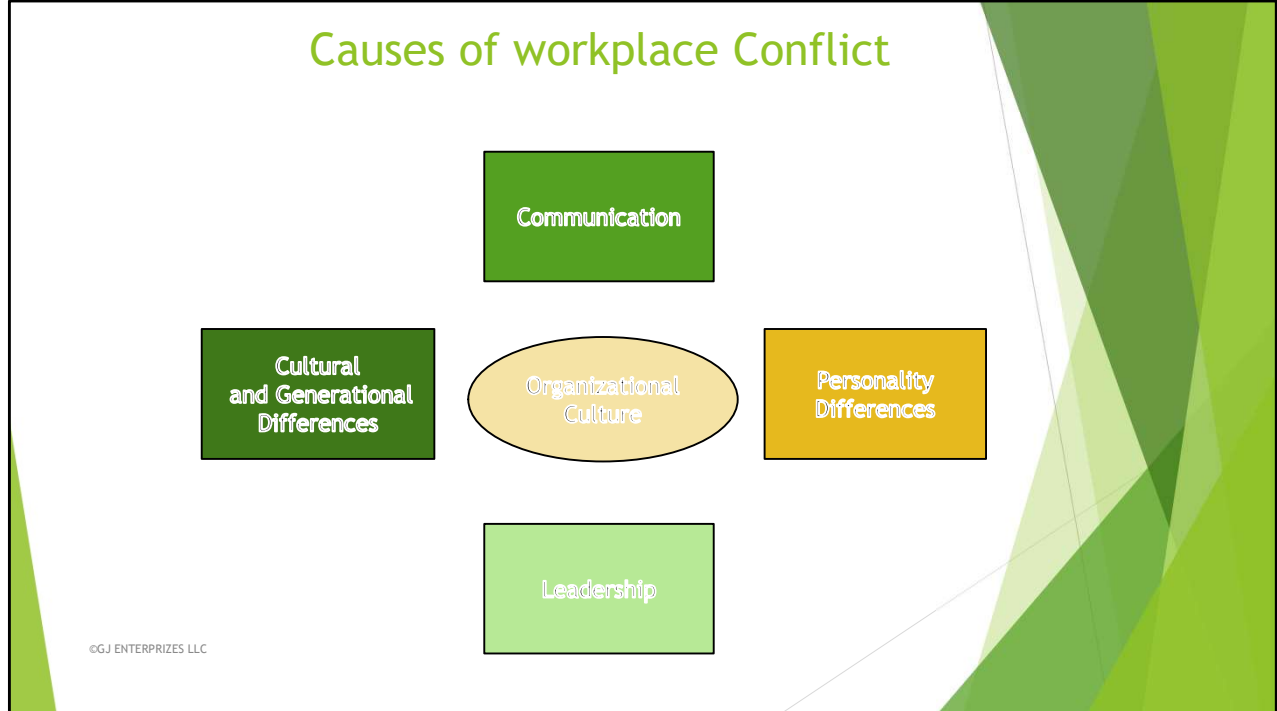 Causes of workplace Conflict
Communication
Cultural
and Generational
Differences
Organizational
Culture
Personality
Differences
Leadership
©GJ ENTERPRIZES LLC